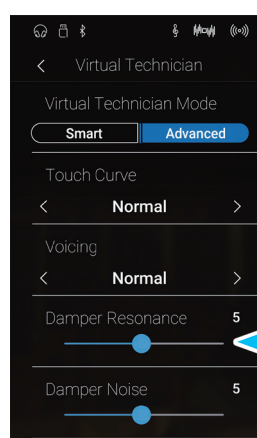 < Virtual Technician
Virtual Technician Mode
Smart Advanced
Touch Curve
< Normal >
Voicing
< Normal >
Damper Resonance 5
Damper Noise 5